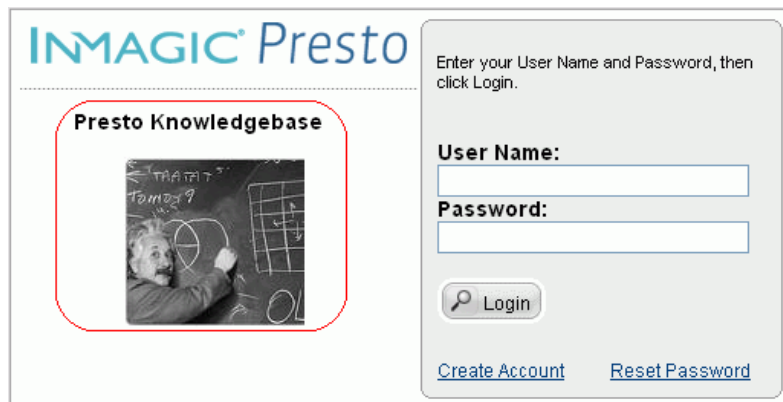 INMAGIC® Presto
Presto Knowledgebase
OL
Enter your User Name and Password, then
click Login.
User Name:
Password:
Login
Create Account
Reset Password